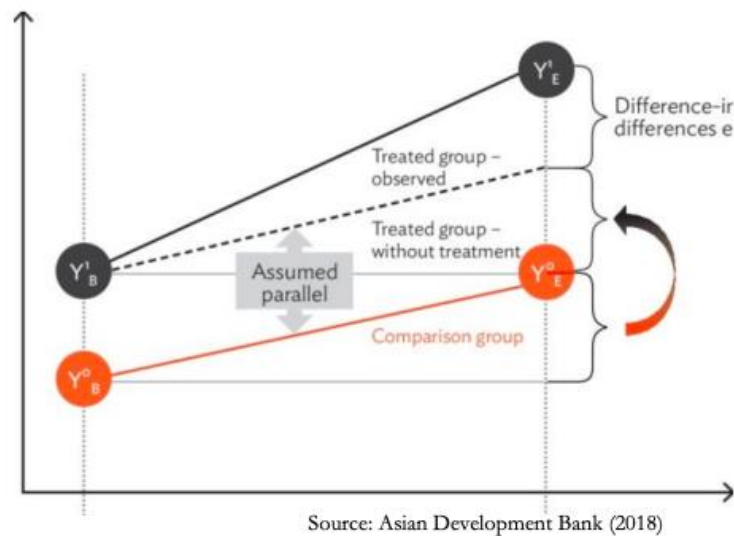 Y¹E
Difference-in
differences e
Treated group –
observed
Treated group –
without treatment
Y¹B
Assumed
parallel
Y⁰E
Comparison group
Y⁰B
Source: Asian Development Bank (2018)